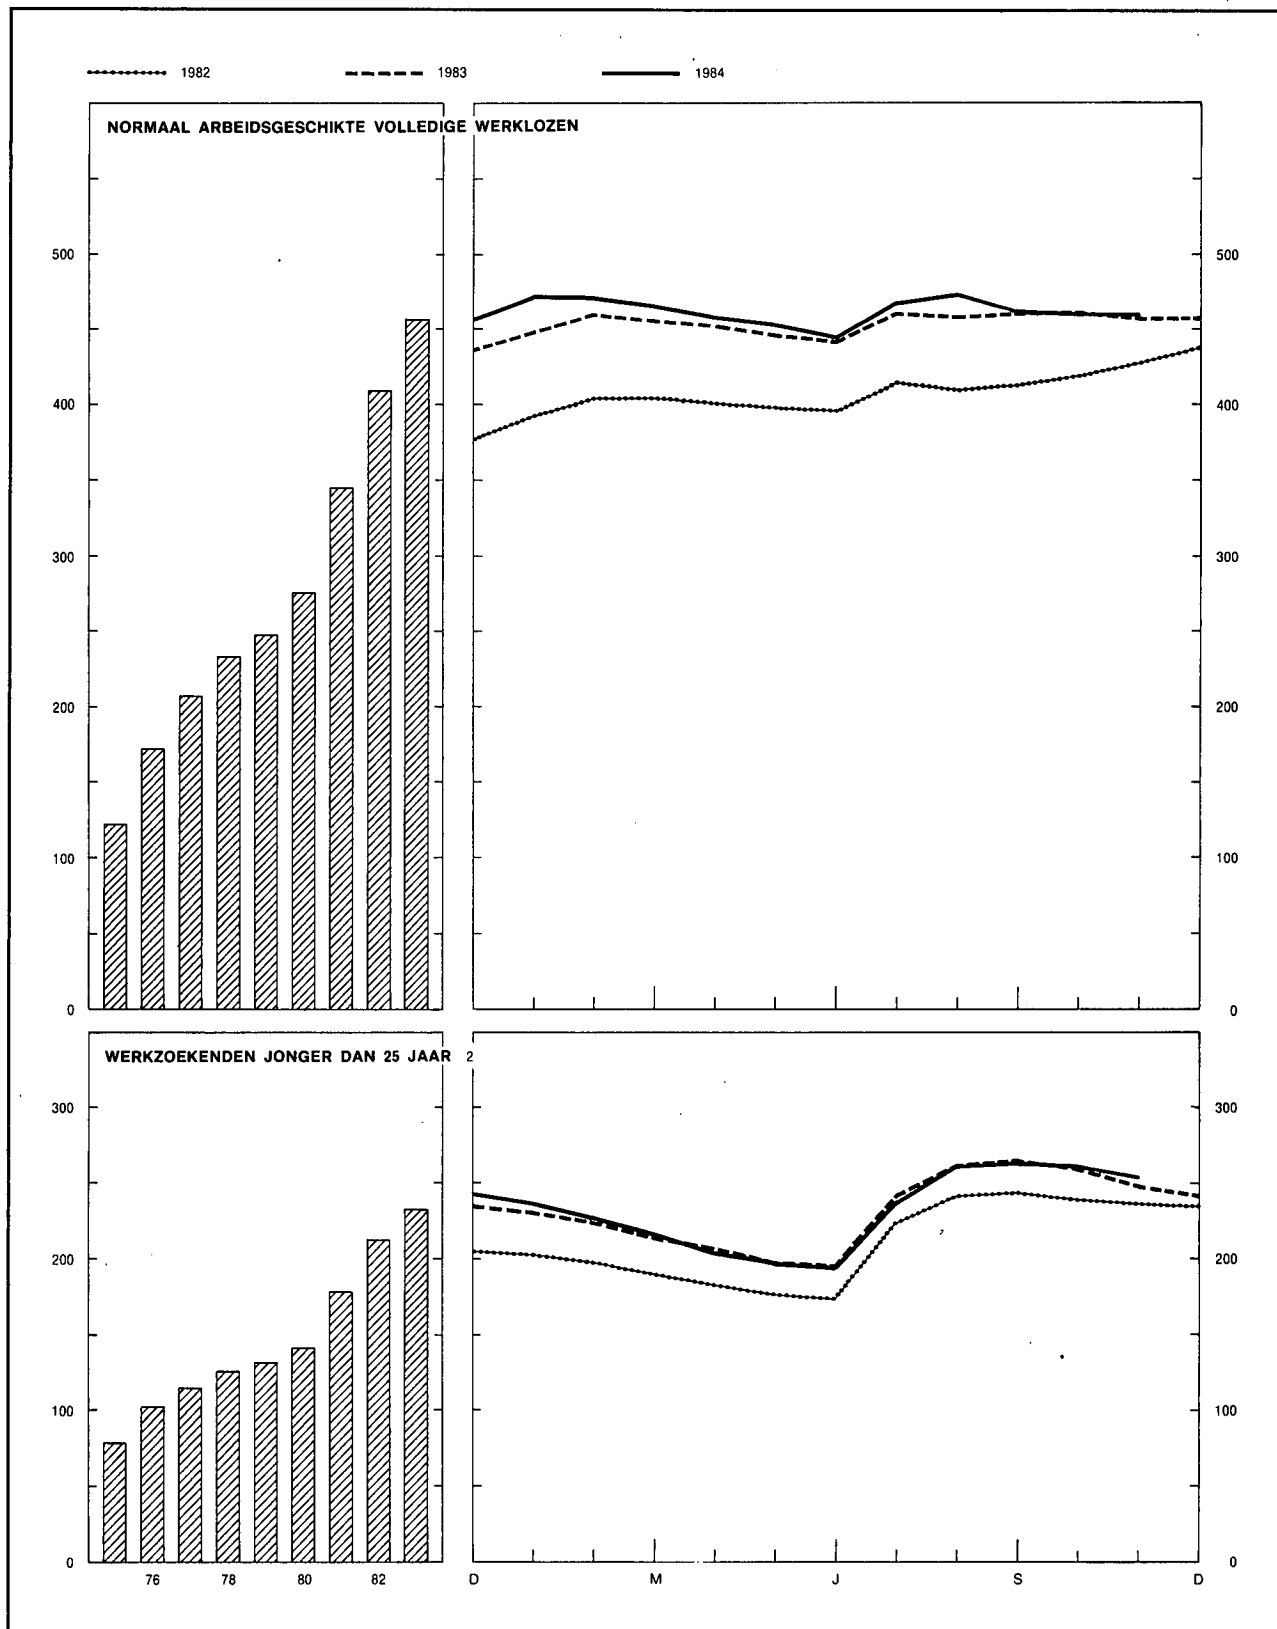 1982 1983 1984
NORMAAL ARBEIDSGESCHIKTE VOLLEDIGE WERKLOZEN
500 500
400 400
300 300
200 200
100 100
0 0
WERKZOEKENDEN JONGER DAN 25 JAAR 2
300 300
200 200
100 100
0 0
76 78 80 82 D M J S D